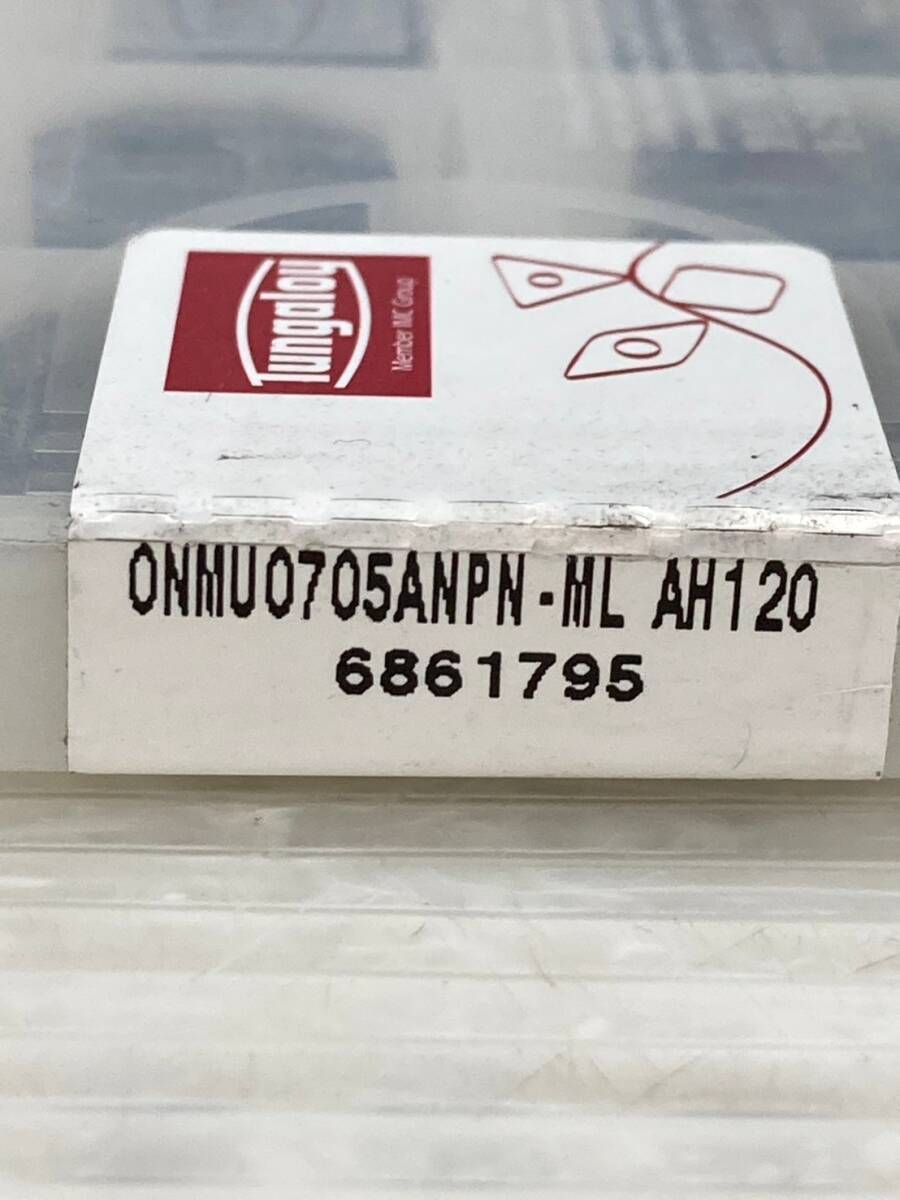 Tungaloy
Member IMC Group
ONMU0705ANPN-ML AH120
6861795